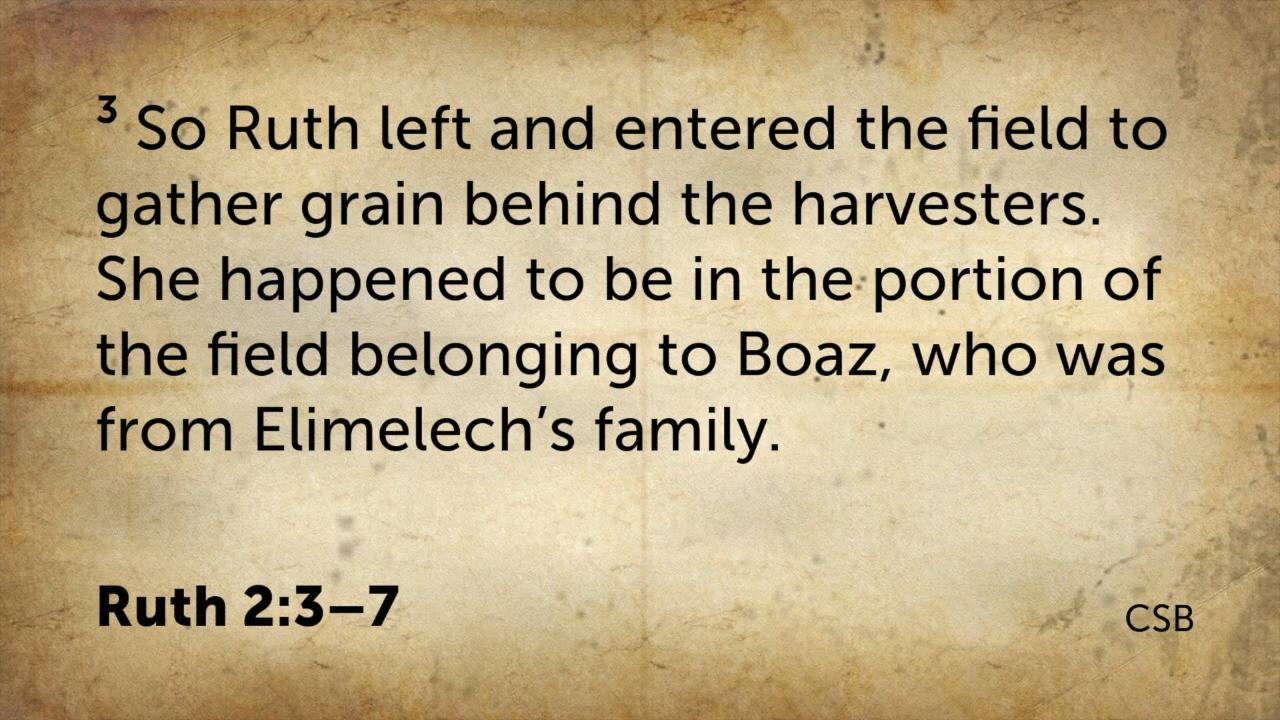 ³ So Ruth left and entered the field to
gather grain behind the harvesters.
She happened to be in the portion of
the field belonging to Boaz, who was
from Elimelech’s family.
Ruth 2:3–7
CSB